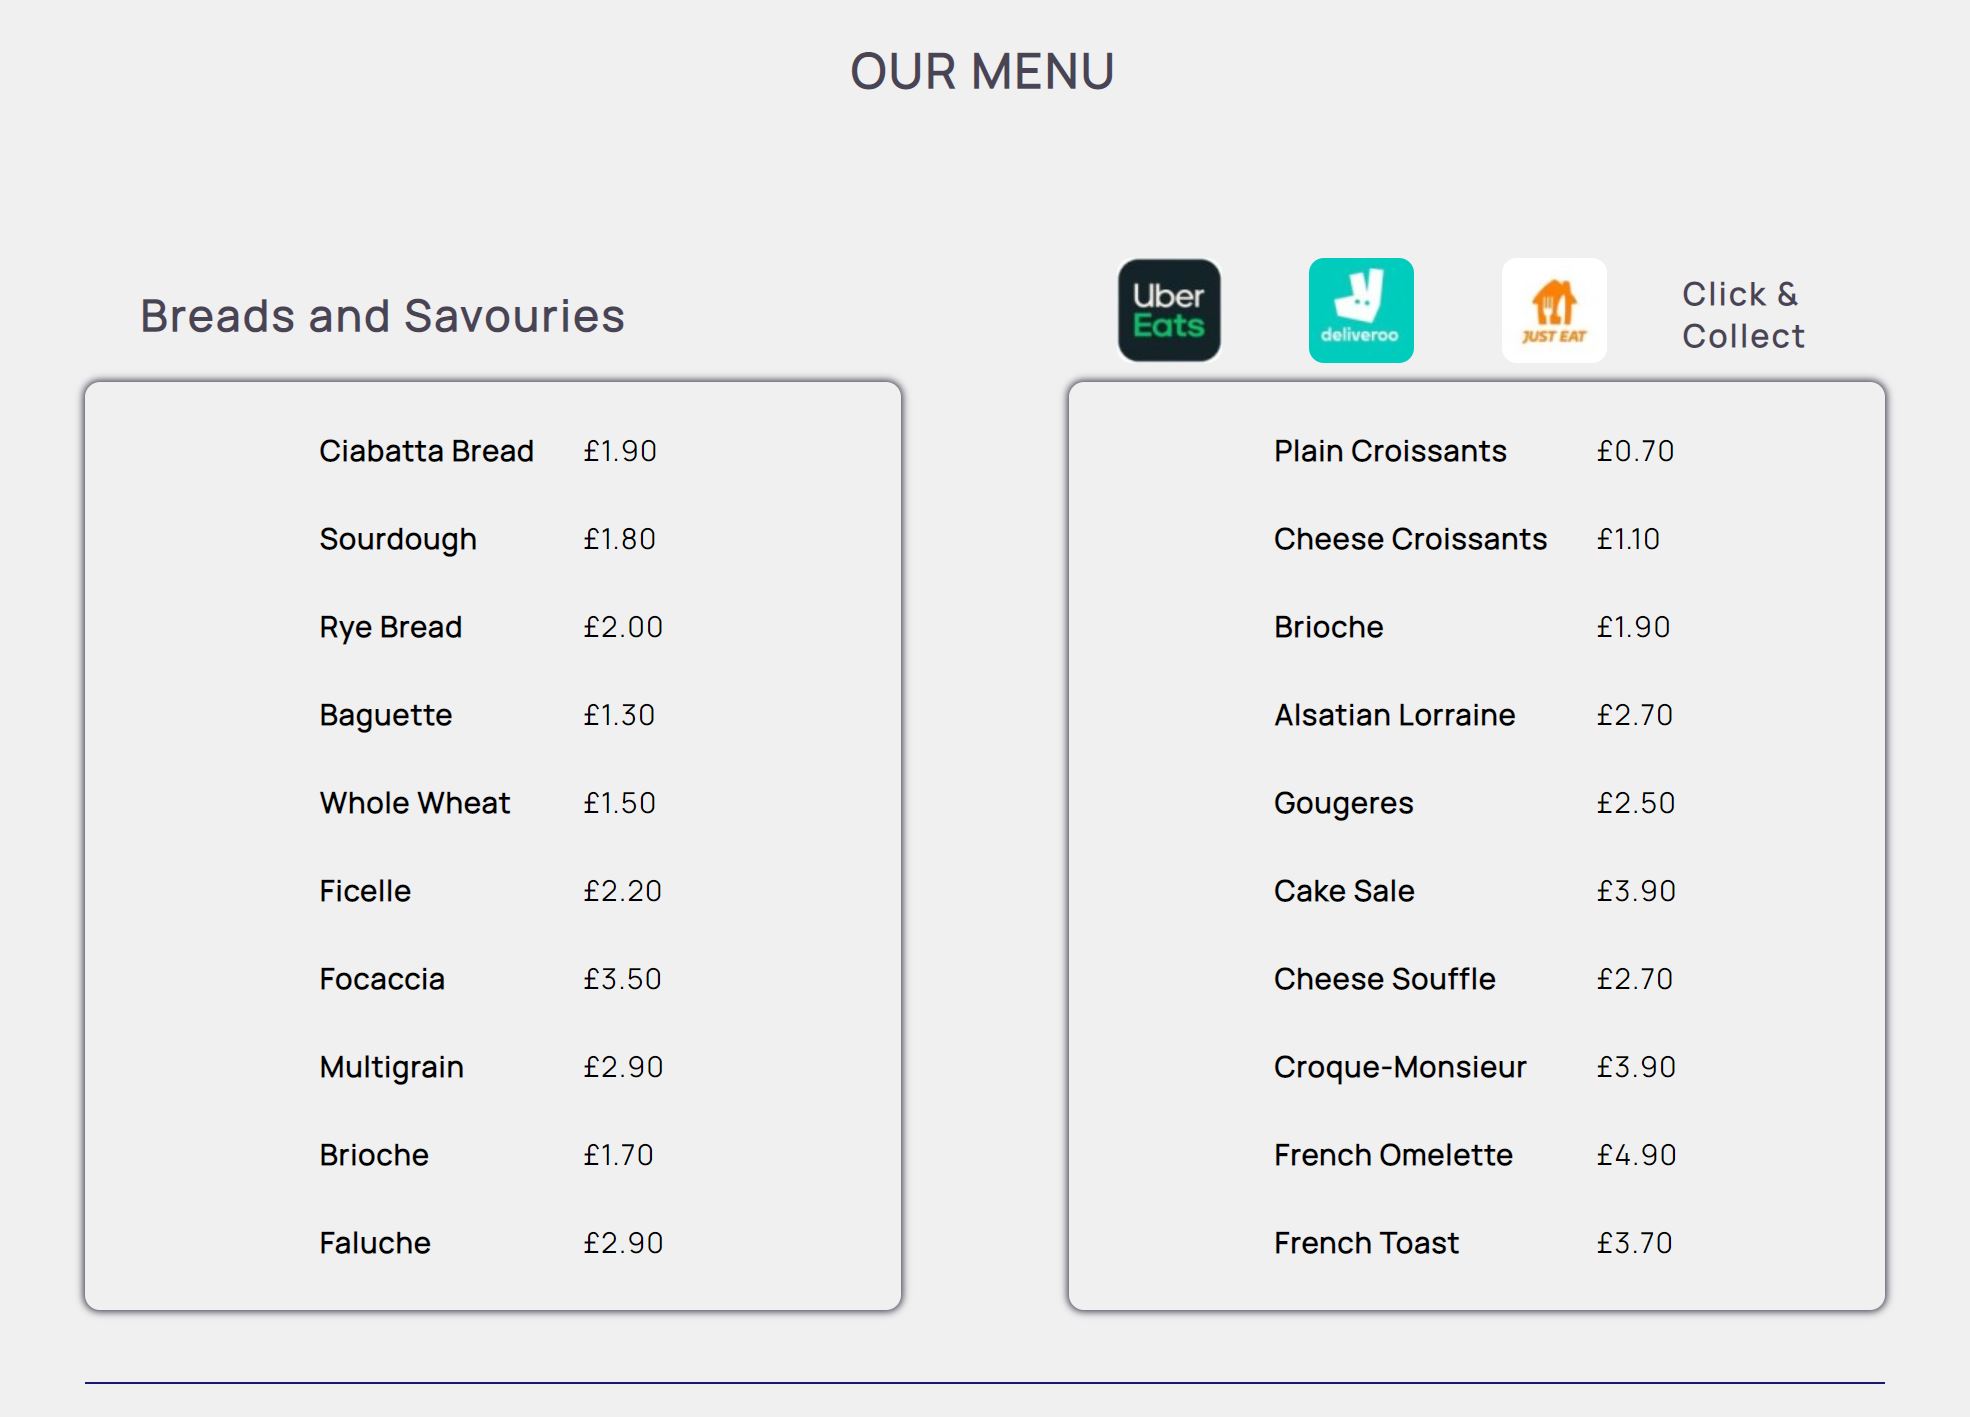 OUR MENU
Breads and Savouries
Uber
Eats
deliveroo
JUST EAT
Click &
Collect
Ciabatta Bread £1.90
Sourdough £1.80
Rye Bread £2.00
Baguette £1.30
Whole Wheat £1.50
Ficelle £2.20
Focaccia £3.50
Multigrain £2.90
Brioche £1.70
Faluche £2.90
Plain Croissants £0.70
Cheese Croissants £1.10
Brioche £1.90
Alsatian Lorraine £2.70
Gougeres £2.50
Cake Sale £3.90
Cheese Souffle £2.70
Croque-Monsieur £3.90
French Omelette £4.90
French Toast £3.70